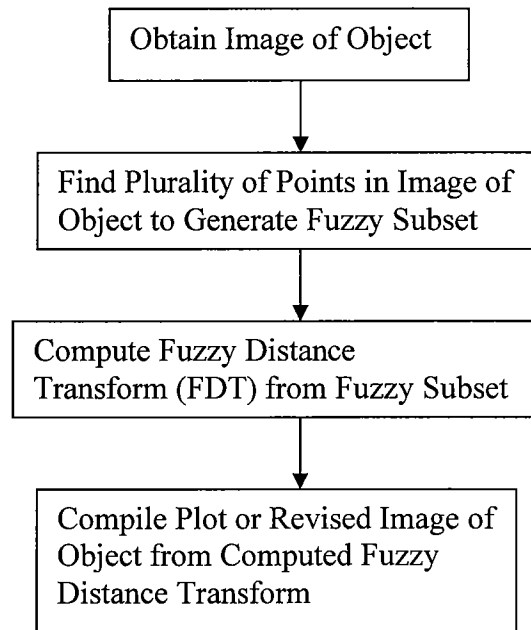 Obtain Image of Object
Find Plurality of Points in Image of
Object to Generate Fuzzy Subset
Compute Fuzzy Distance
Transform (FDT) from Fuzzy Subset
Compile Plot or Revised Image of
Object from Computed Fuzzy
Distance Transform